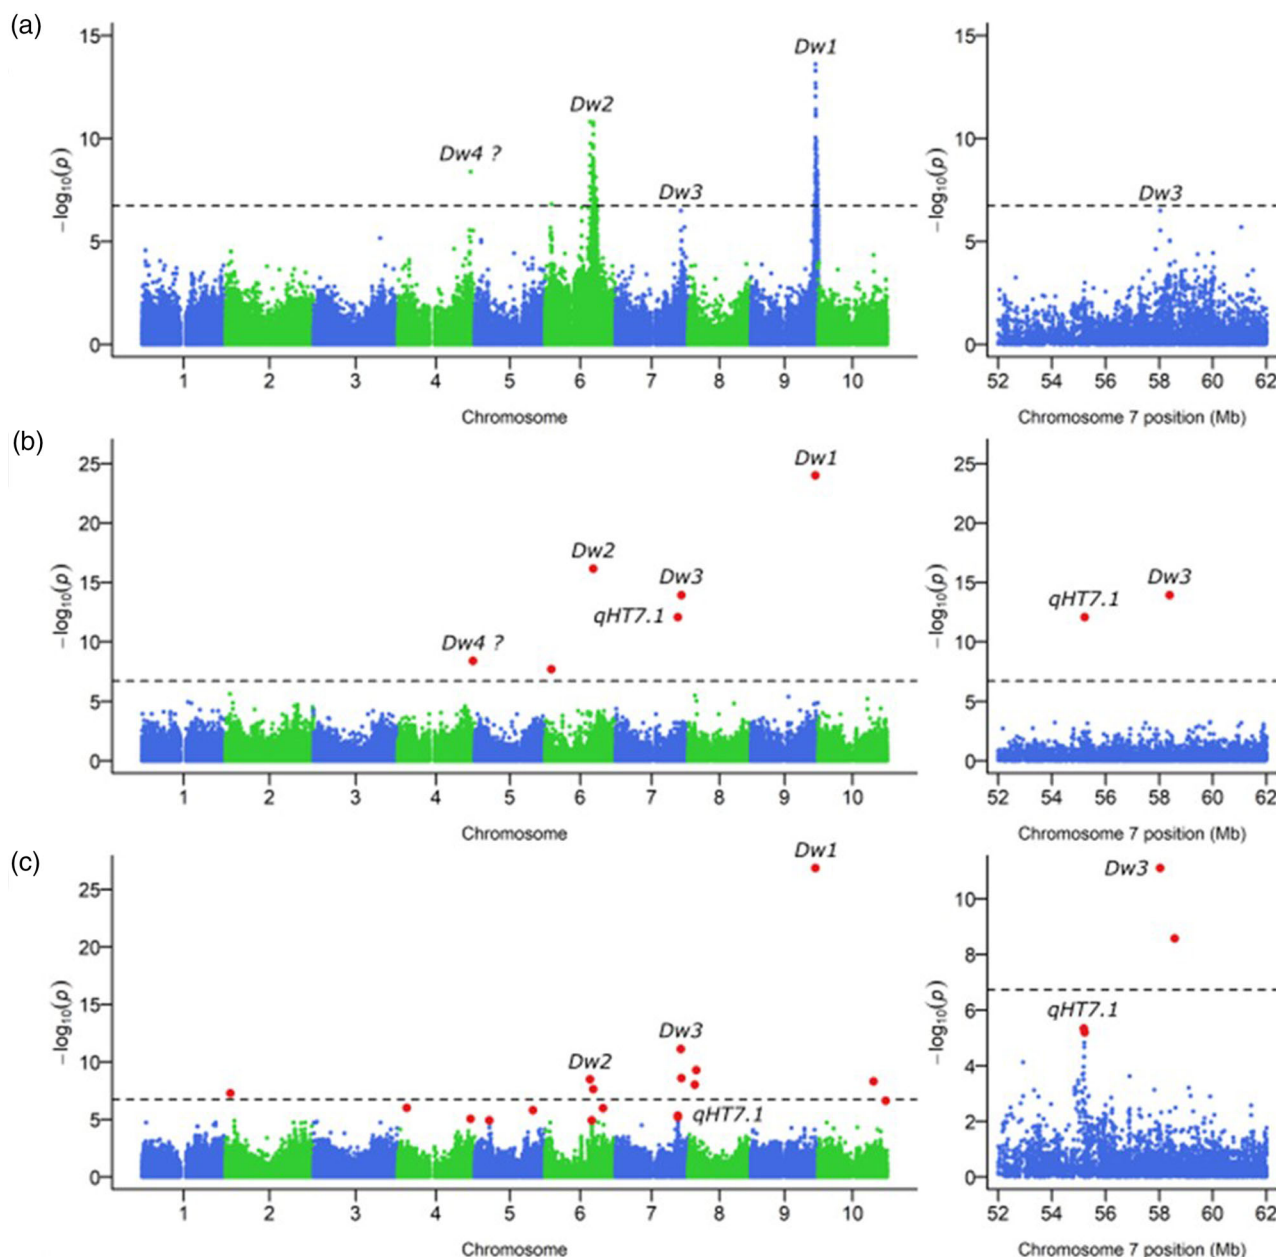 (a)
15
10
5
0
−log10(ρ)
Dw4 ?
Dw2
Dw3
Dw1
1 2 3 4 5 6 7 8 9 10
Chromosome
15
10
5
0
−log10(ρ)
Dw3
52 54 56 58 60 62
Chromosome 7 position (Mb)
(b)
25
20
15
10
5
0
−log10(ρ)
Dw1
Dw2
Dw3
qHT7.1
Dw4 ?
1 2 3 4 5 6 7 8 9 10
Chromosome
25
20
15
10
5
0
−log10(ρ)
Dw3
qHT7.1
52 54 56 58 60 62
Chromosome 7 position (Mb)
(c)
25
20
15
10
5
0
−log10(ρ)
Dw1
Dw3
Dw2
qHT7.1
1 2 3 4 5 6 7 8 9 10
Chromosome
10
8
6
4
2
0
−log10(ρ)
Dw3
qHT7.1
52 54 56 58 60 62
Chromosome 7 position (Mb)